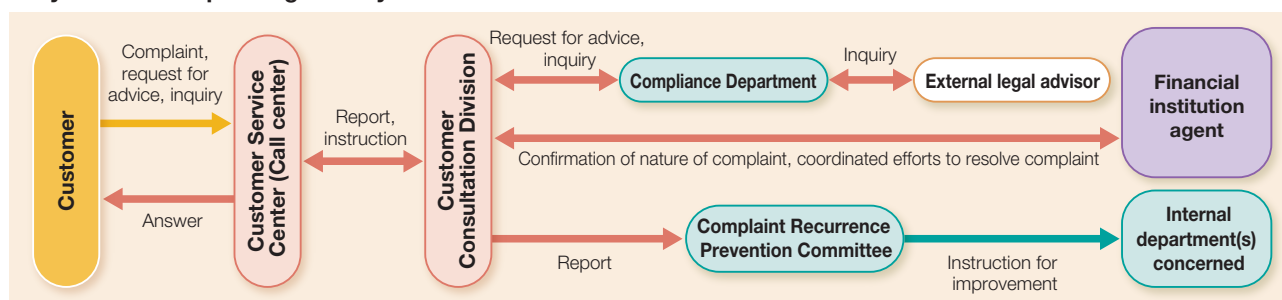 Customer
Complaint,
request for
advice, inquiry
Answer
Customer Service
Center (Call center)
Report,
instruction
Customer
Consultation Division
Request for advice,
inquiry
Compliance Department
Inquiry
External legal advisor
Financial
institution
agent
Confirmation of nature of complaint, coordinated efforts to resolve complaint
Report
Complaint Recurrence
Prevention Committee
Instruction for
improvement
Internal
department(s)
concerned